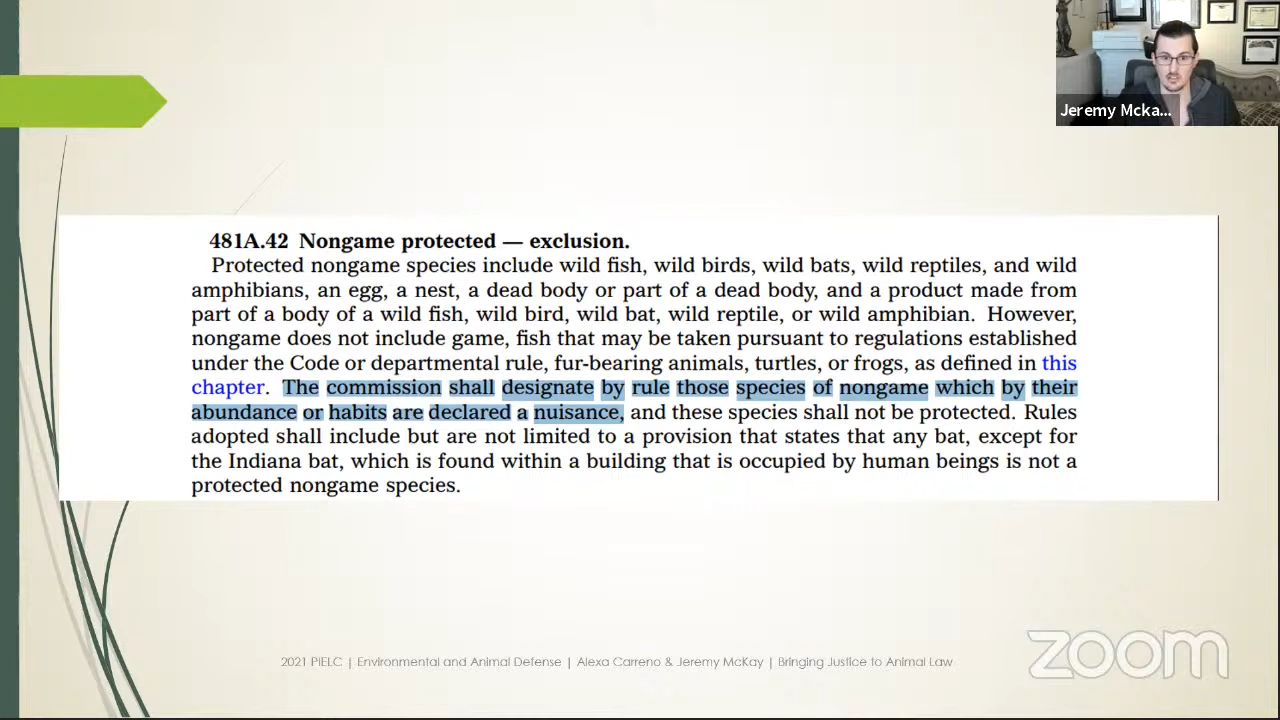 Jeremy Mcka...
481A.42 Nongame protected — exclusion.
Protected nongame species include wild fish, wild birds, wild bats, wild reptiles, and wild
amphibians, an egg, a nest, a dead body or part of a dead body, and a product made from
part of a body of a wild fish, wild bird, wild bat, wild reptile, or wild amphibian. However,
nongame does not include game, fish that may be taken pursuant to regulations established
under the Code or departmental rule, fur-bearing animals, turtles, or frogs, as defined in this
chapter. The commission shall designate by rule those species of nongame which by their
abundance or habits are declared a nuisance, and these species shall not be protected. Rules
adopted shall include but are not limited to a provision that states that any bat, except for
the Indiana bat, which is found within a building that is occupied by human beings is not a
protected nongame species.
2021 PIELC | Environmental and Animal Defense | Alexa Carreno & Jeremy McKay | Bringing Justice to Animal Law
zoom